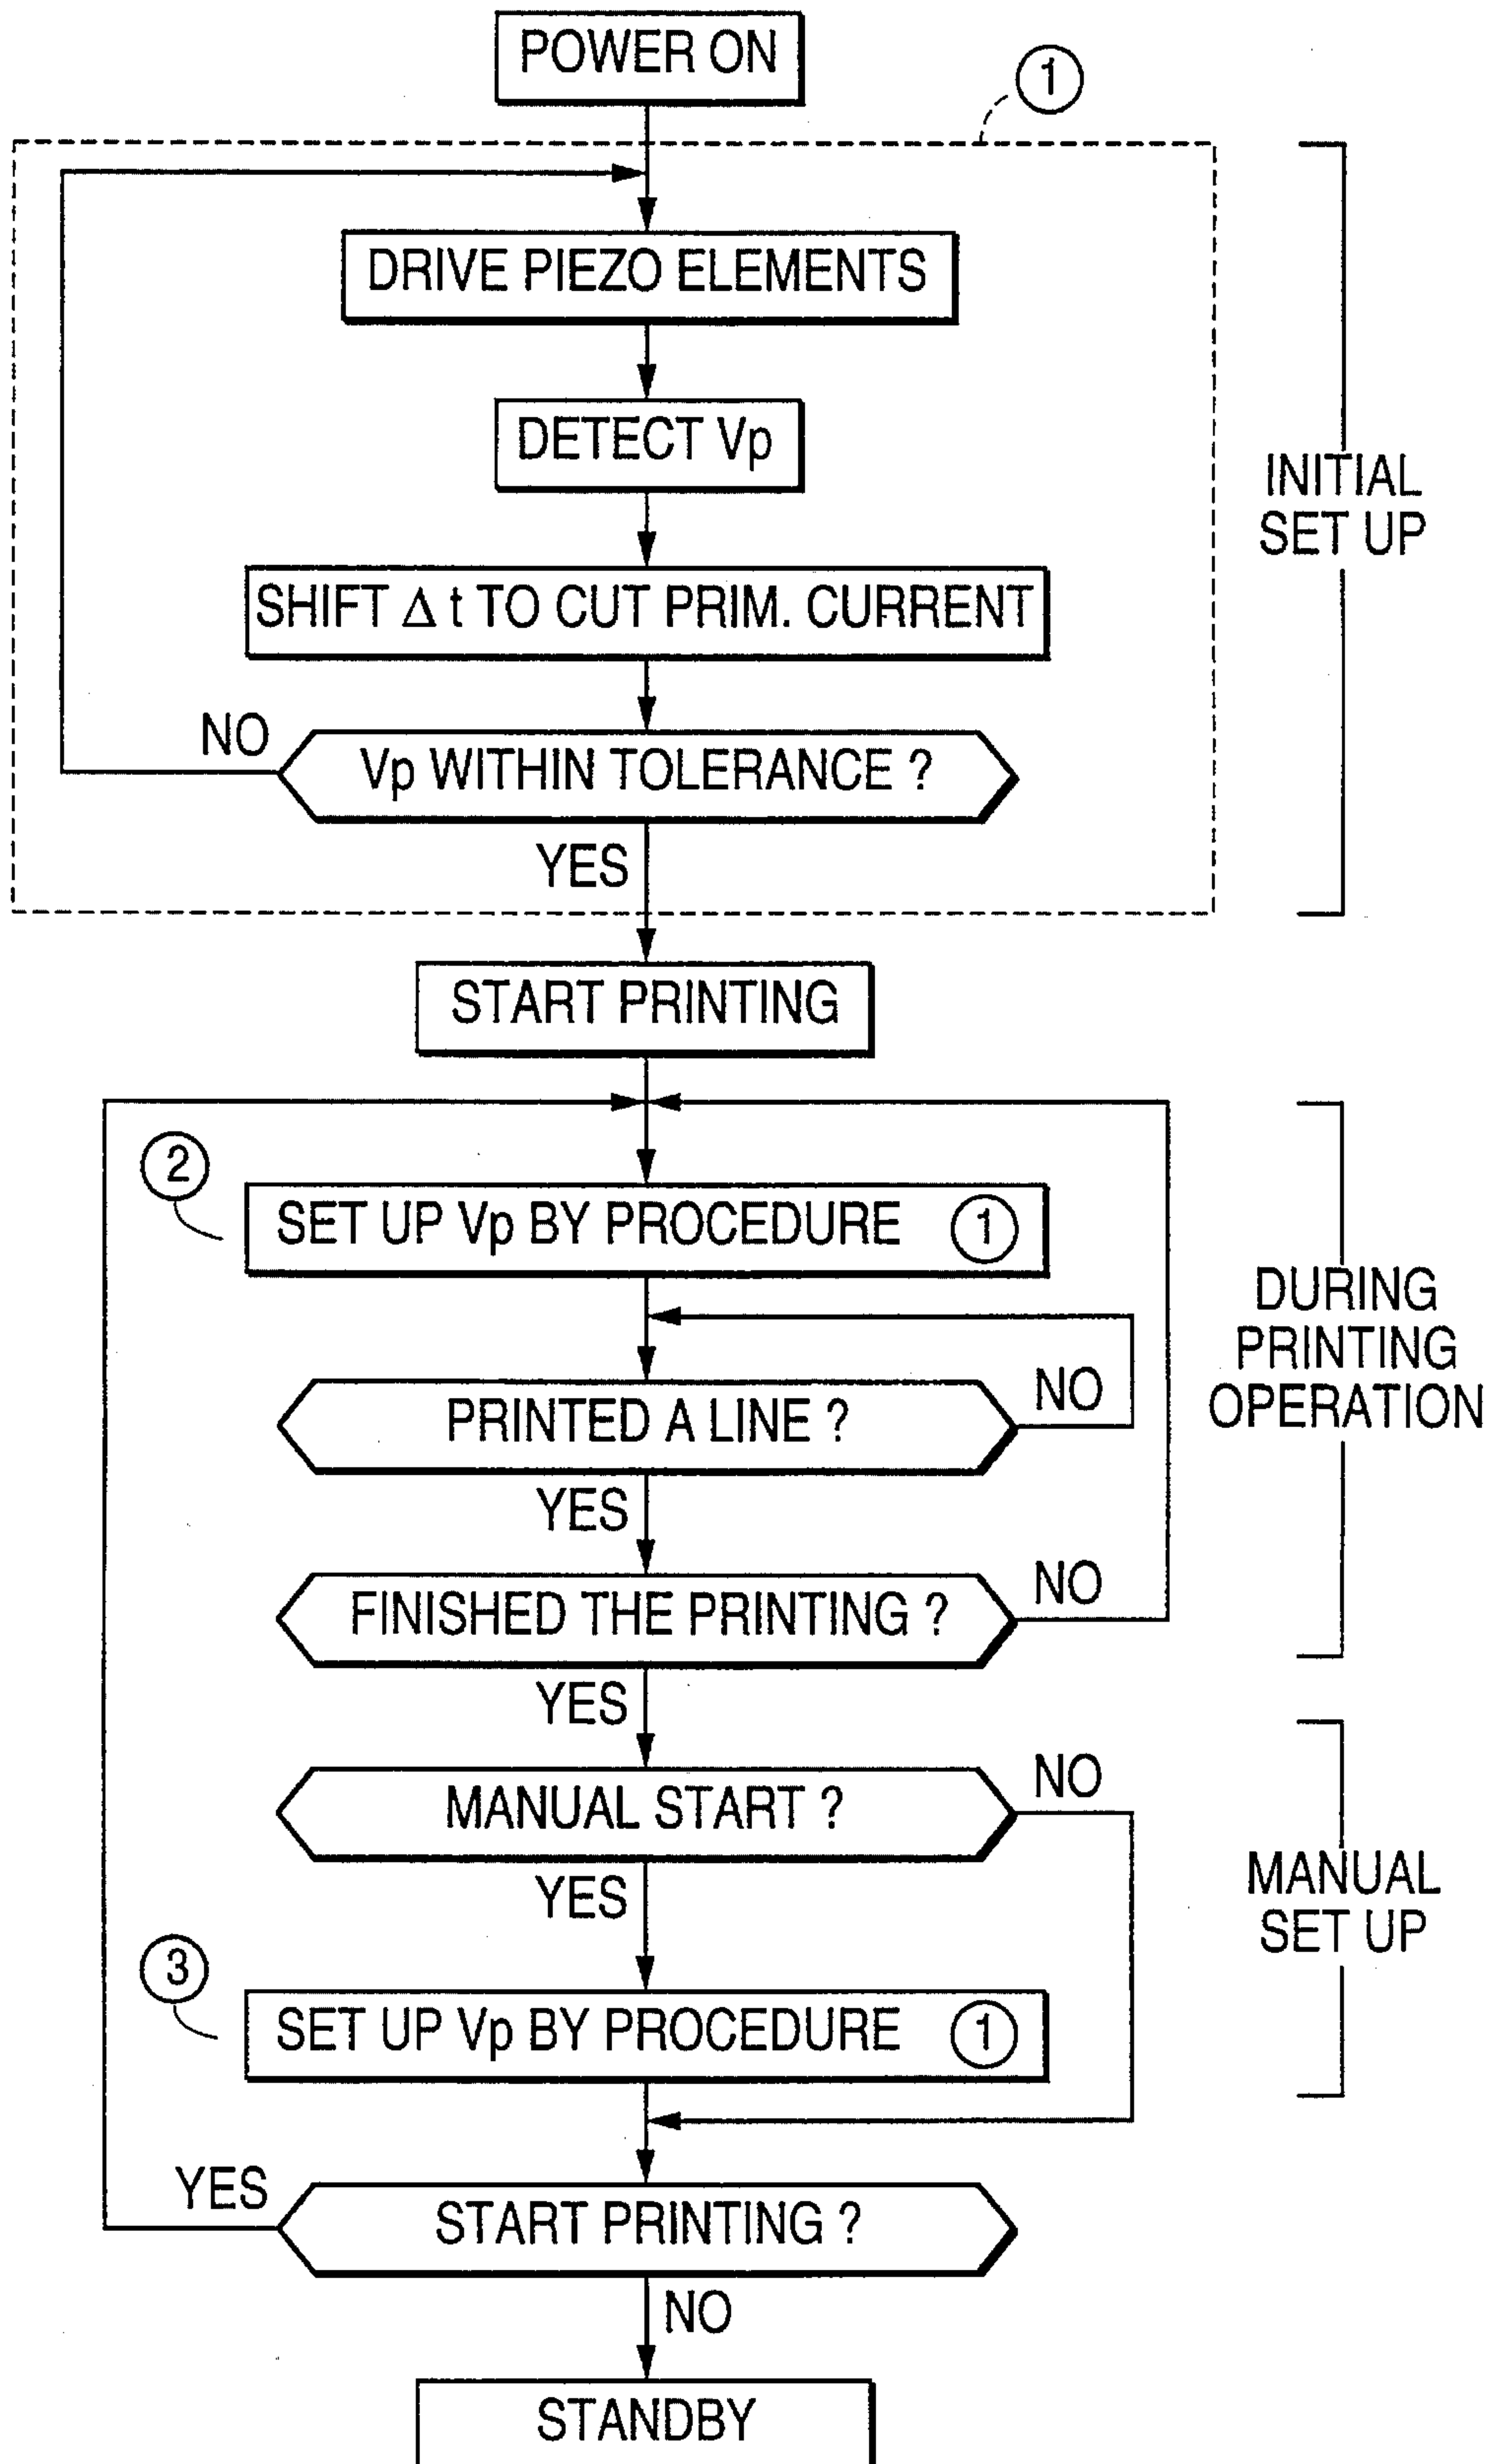 POWER ON
①
DRIVE PIEZO ELEMENTS
DETECT Vp
INITIAL
SET UP
SHIFT Δ t TO CUT PRIM. CURRENT
NO
Vp WITHIN TOLERANCE ?
YES
START PRINTING
②
SET UP Vp BY PROCEDURE ①
DURING
PRINTING
OPERATION
NO
PRINTED A LINE ?
YES
NO
FINISHED THE PRINTING ?
YES
NO
MANUAL START ?
YES
MANUAL
SET UP
③
SET UP Vp BY PROCEDURE ①
YES
START PRINTING ?
NO
STANDBY